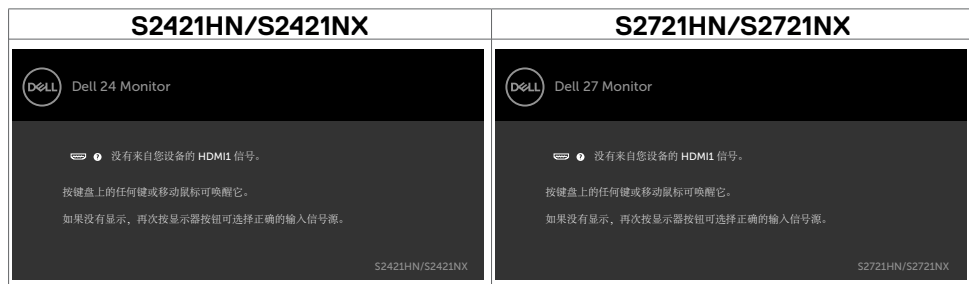 S2421HN/S2421NX
S2721HN/S2721NX
DELL
Dell 24 Monitor
没有来自您设备的 HDMI1 信号。
按键盘上的任何键或移动鼠标可唤醒它。
如果没有显示，再次按显示器按钮可选择正确的输入信号源。
S2421HN/S2421NX
DELL
Dell 27 Monitor
没有来自您设备的 HDMI1 信号。
按键盘上的任何键或移动鼠标可唤醒它。
如果没有显示，再次按显示器按钮可选择正确的输入信号源。
S2721HN/S2721NX